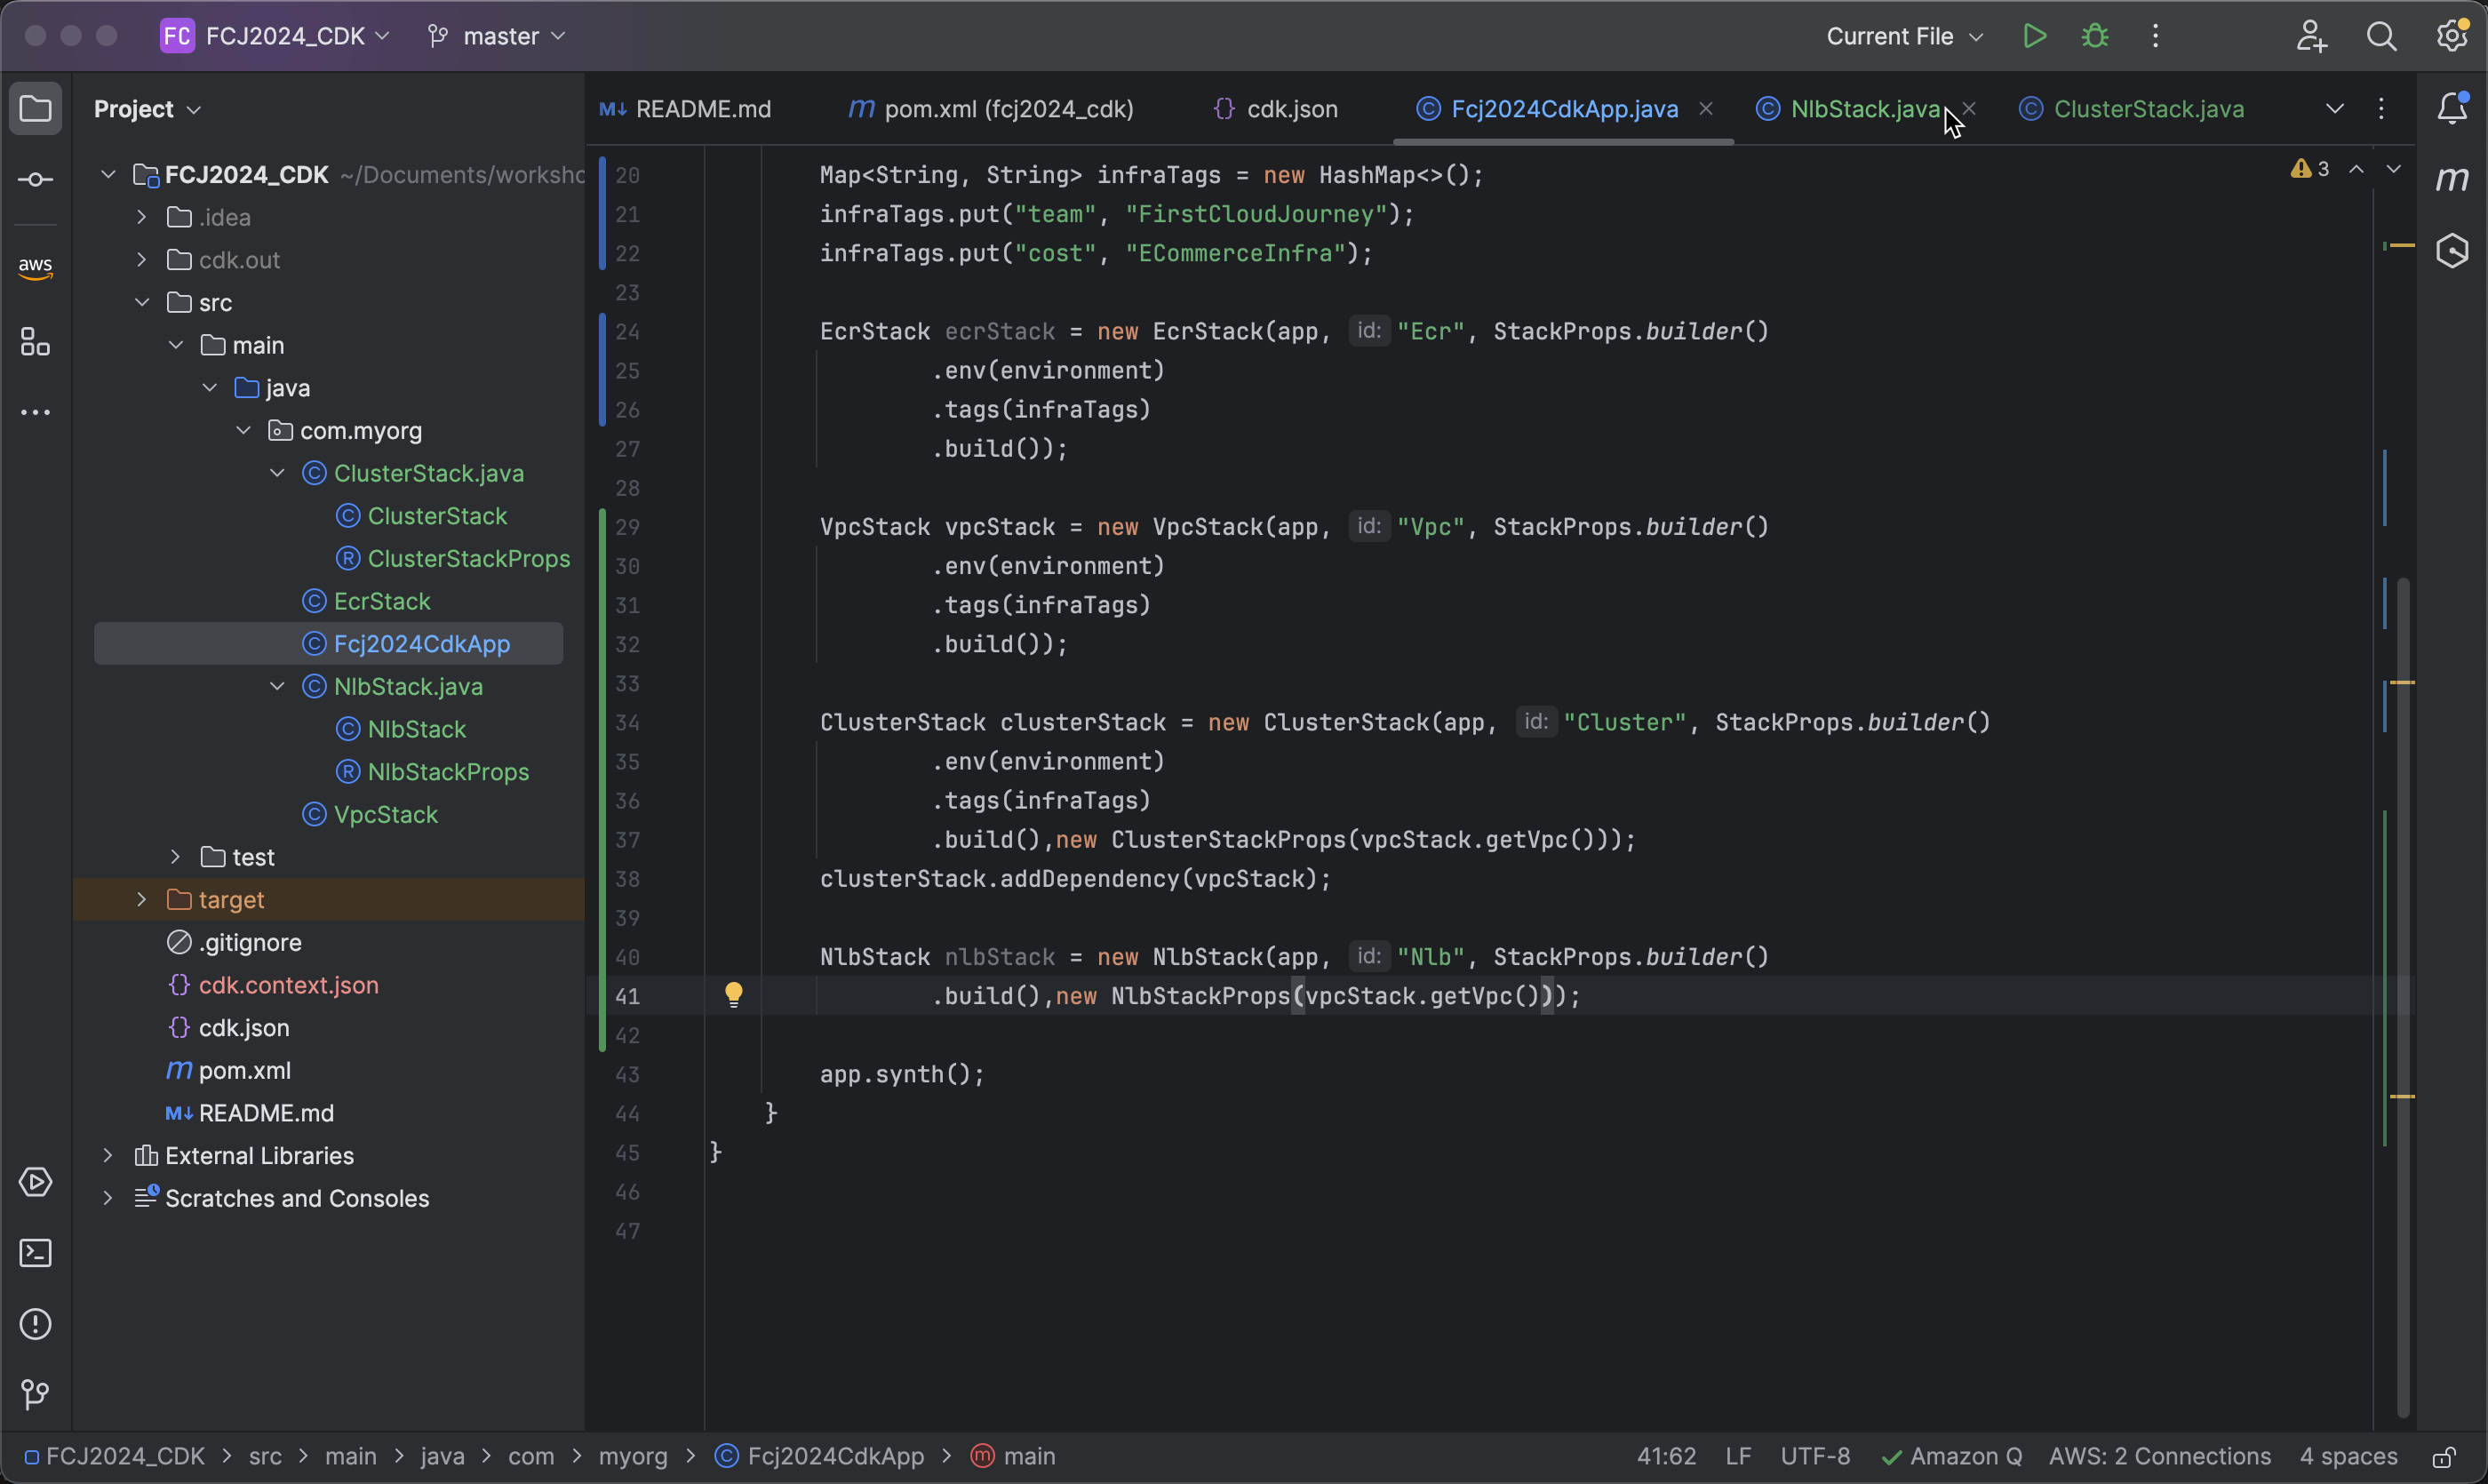 FC FCJ2024_CDK master Current File
Project
README.md pom.xml (fcj2024_cdk) cdk.json Fcj2024CdkApp.java NlbStack.java ClusterStack.java
aws
FCJ2024_CDK ~/Documents/worksho
.idea
cdk.out
src
main
java
com.myorg
ClusterStack.java
ClusterStack
ClusterStackProps
EcrStack
Fcj2024CdkApp
NlbStack.java
NlbStack
NlbStackProps
VpcStack
test
target
.gitignore
cdk.context.json
cdk.json
pom.xml
README.md
External Libraries
Scratches and Consoles
3
20 Map<String, String> infraTags = new HashMap<>();
21 infraTags.put("team", "FirstCloudJourney");
22 infraTags.put("cost", "ECommerceInfra");
23
24 EcrStack ecrStack = new EcrStack(app, id: "Ecr", StackProps.builder()
25 .env(environment)
26 .tags(infraTags)
27 .build());
28
29 VpcStack vpcStack = new VpcStack(app, id: "Vpc", StackProps.builder()
30 .env(environment)
31 .tags(infraTags)
32 .build());
33
34 ClusterStack clusterStack = new ClusterStack(app, id: "Cluster", StackProps.builder()
35 .env(environment)
36 .tags(infraTags)
37 .build(),new ClusterStackProps(vpcStack.getVpc()));
38 clusterStack.addDependency(vpcStack);
39
40 NlbStack nlbStack = new NlbStack(app, id: "Nlb", StackProps.builder()
41 .build(),new NlbStackProps(vpcStack.getVpc()));
42
43 app.synth();
44 }
45 }
46
47
FCJ2024_CDK > src > main > java > com > myorg > Fcj2024CdkApp > main 41:62 LF UTF-8 Amazon Q AWS: 2 Connections 4 spaces